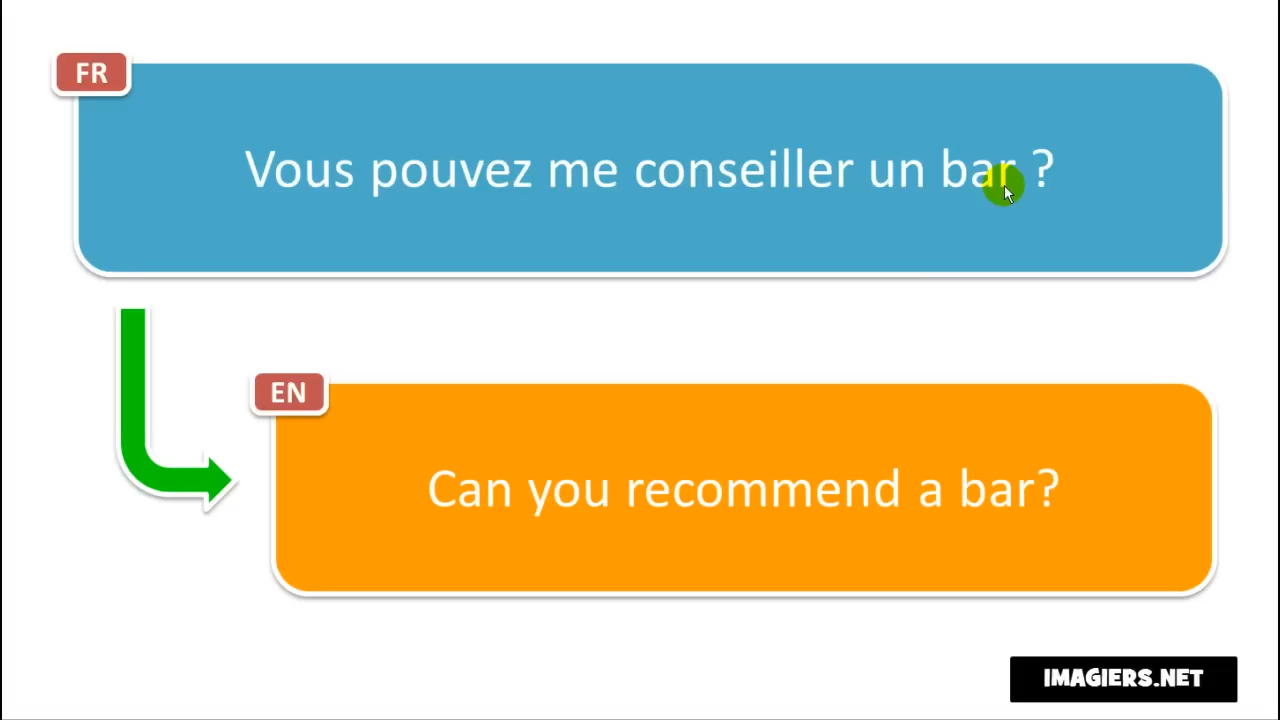 FR
Vous pouvez me conseiller un bar ?
EN
Can you recommend a bar?
IMAGIERS.NET